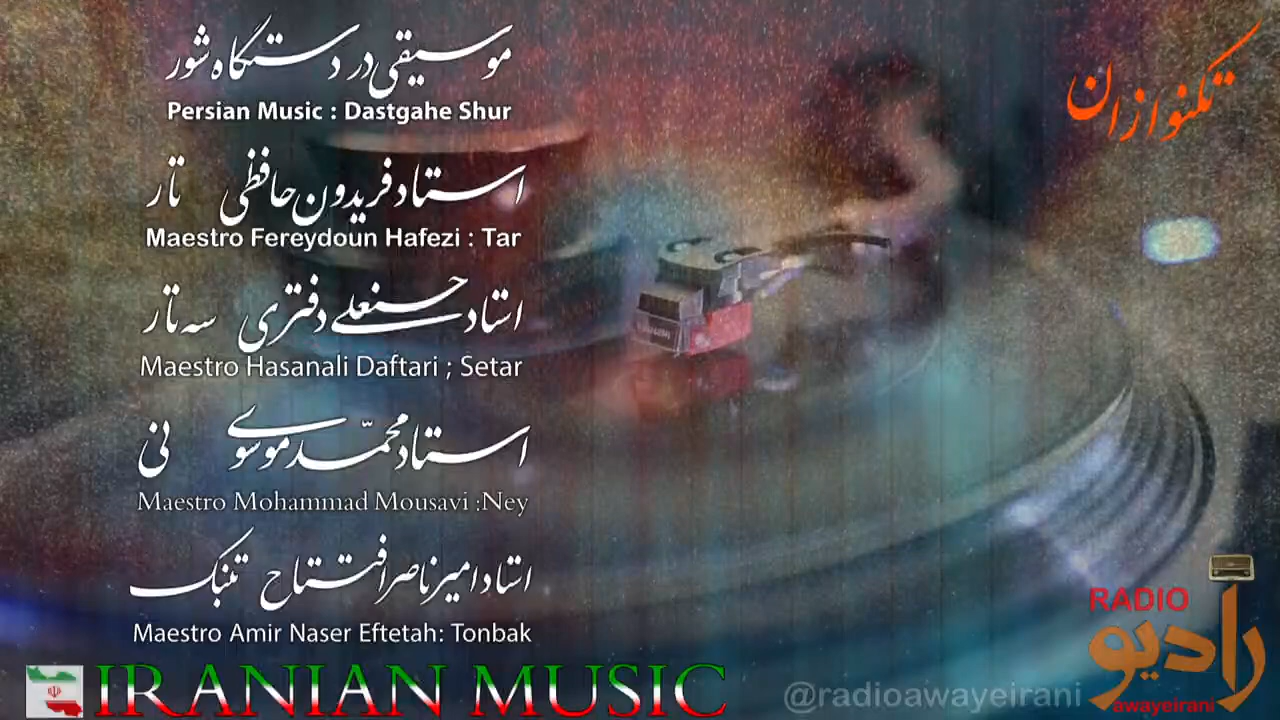 موسیقی در دستگاه شور
Persian Music : Dastgahe Shur
تکنوازان
استاد فریدون حافظی تار
Maestro Fereydoun Hafezi : Tar
استاد حسنعلی دفتری سه تار
Maestro Hasanali Daftari ; Setar
استاد محمّد موسوی نی
Maestro Mohammad Mousavi :Ney
استاد امیرناصر افتتاح تنبک
Maestro Amir Naser Eftetah: Tonbak
IRANIAN MUSIC
@radioawayeirani
RADIO
رادیو
awayeirani